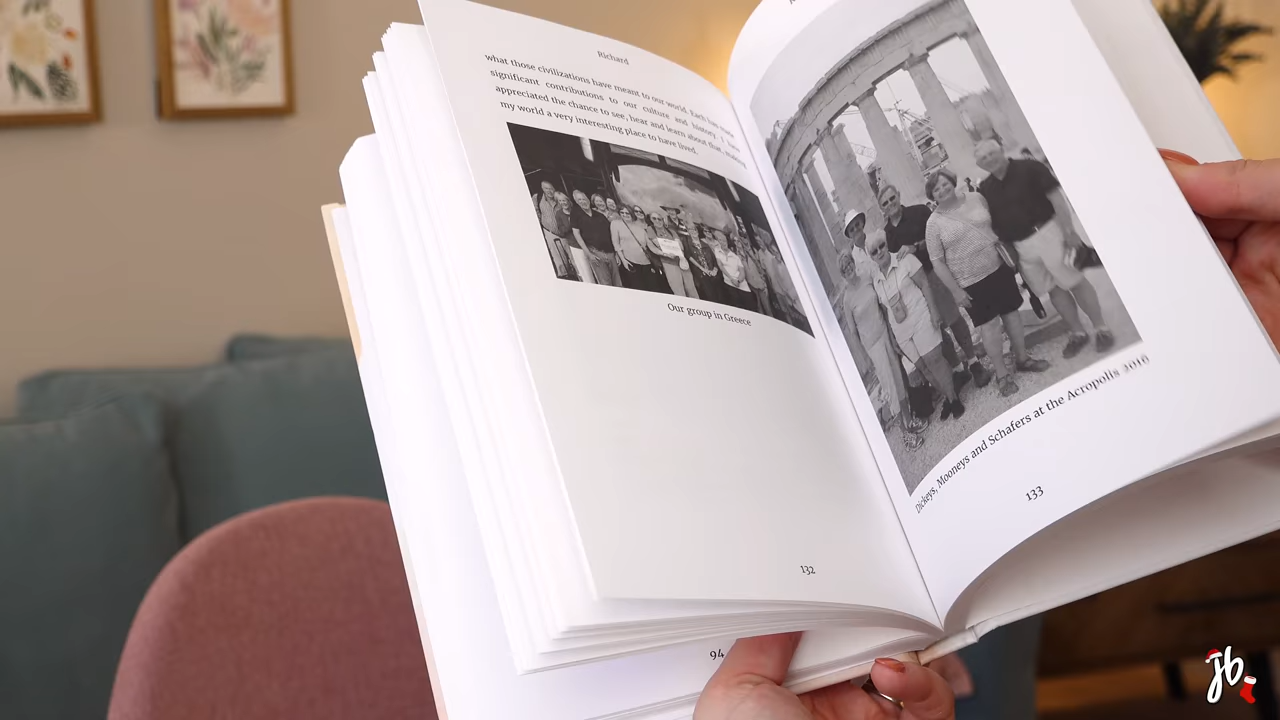 Richard
what those civilizations have meant to our world. Each has made
significant contributions to our culture and history. I have
appreciated the chance to see, hear and learn about that, making
my world a very interesting place to have lived.
Our group in Greece
132
94
Dickeys, Mooneys and Schafers at the Acropolis 2016
133
jb